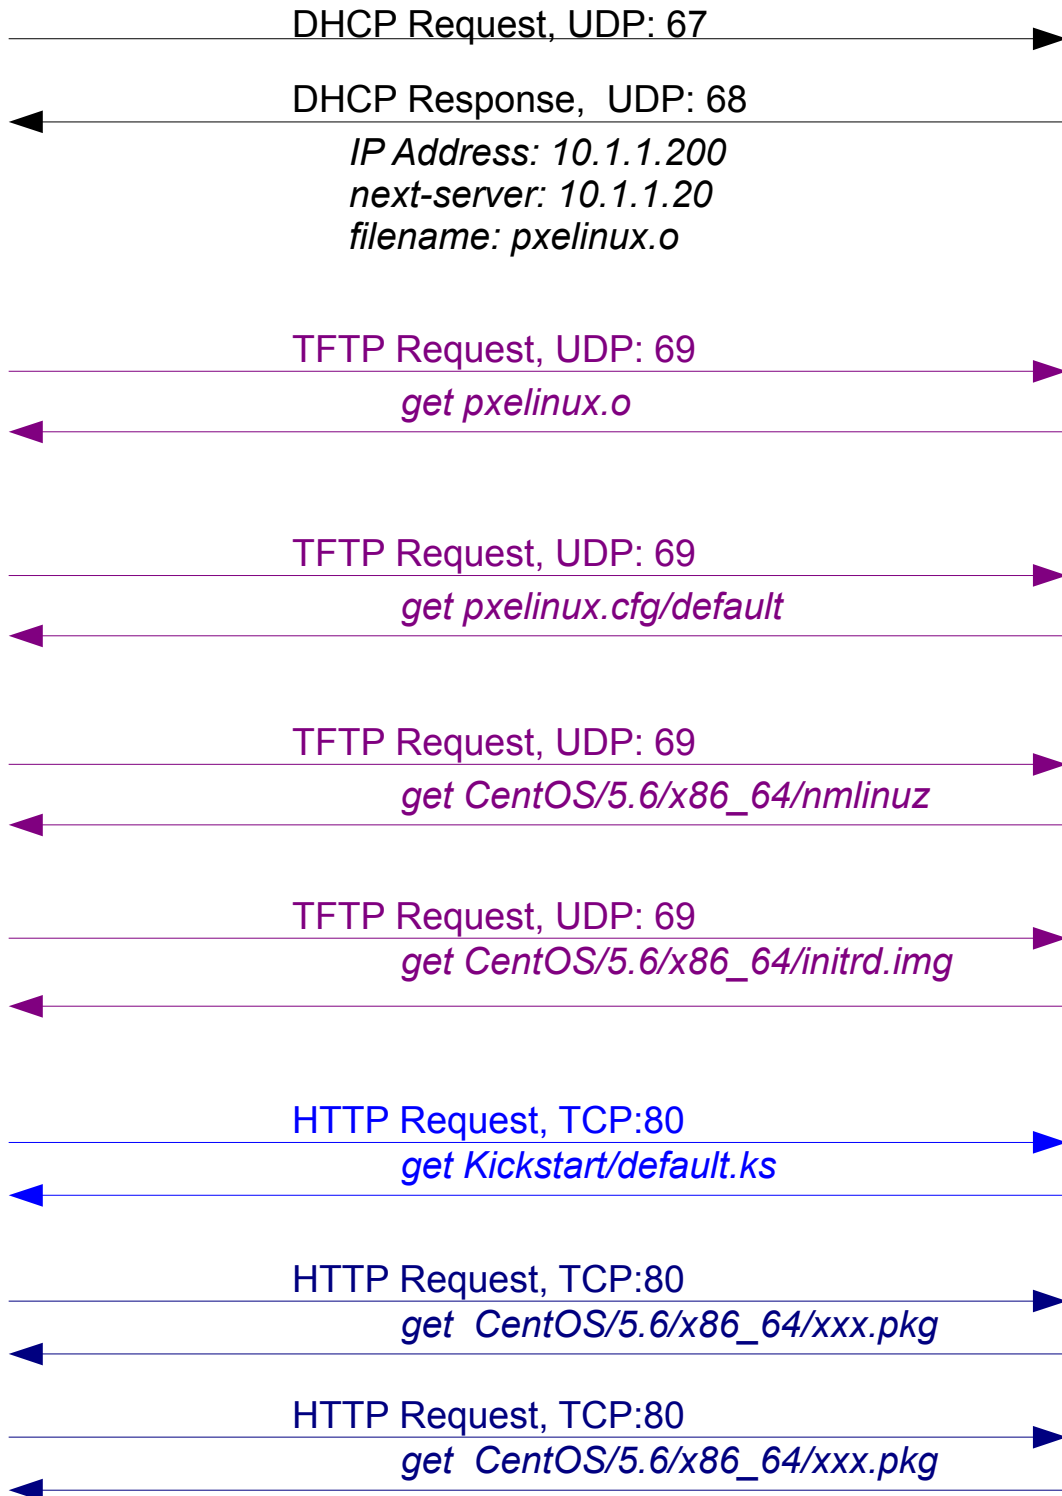 DHCP Request, UDP: 67
DHCP Response, UDP: 68
IP Address: 10.1.1.200
next-server: 10.1.1.20
filename: pxelinux.o
TFTP Request, UDP: 69
get pxelinux.o
TFTP Request, UDP: 69
get pxelinux.cfg/default
TFTP Request, UDP: 69
get CentOS/5.6/x86_64/nmlinuz
TFTP Request, UDP: 69
get CentOS/5.6/x86_64/initrd.img
HTTP Request, TCP:80
get Kickstart/default.ks
HTTP Request, TCP:80
get CentOS/5.6/x86_64/xxx.pkg
HTTP Request, TCP:80
get CentOS/5.6/x86_64/xxx.pkg